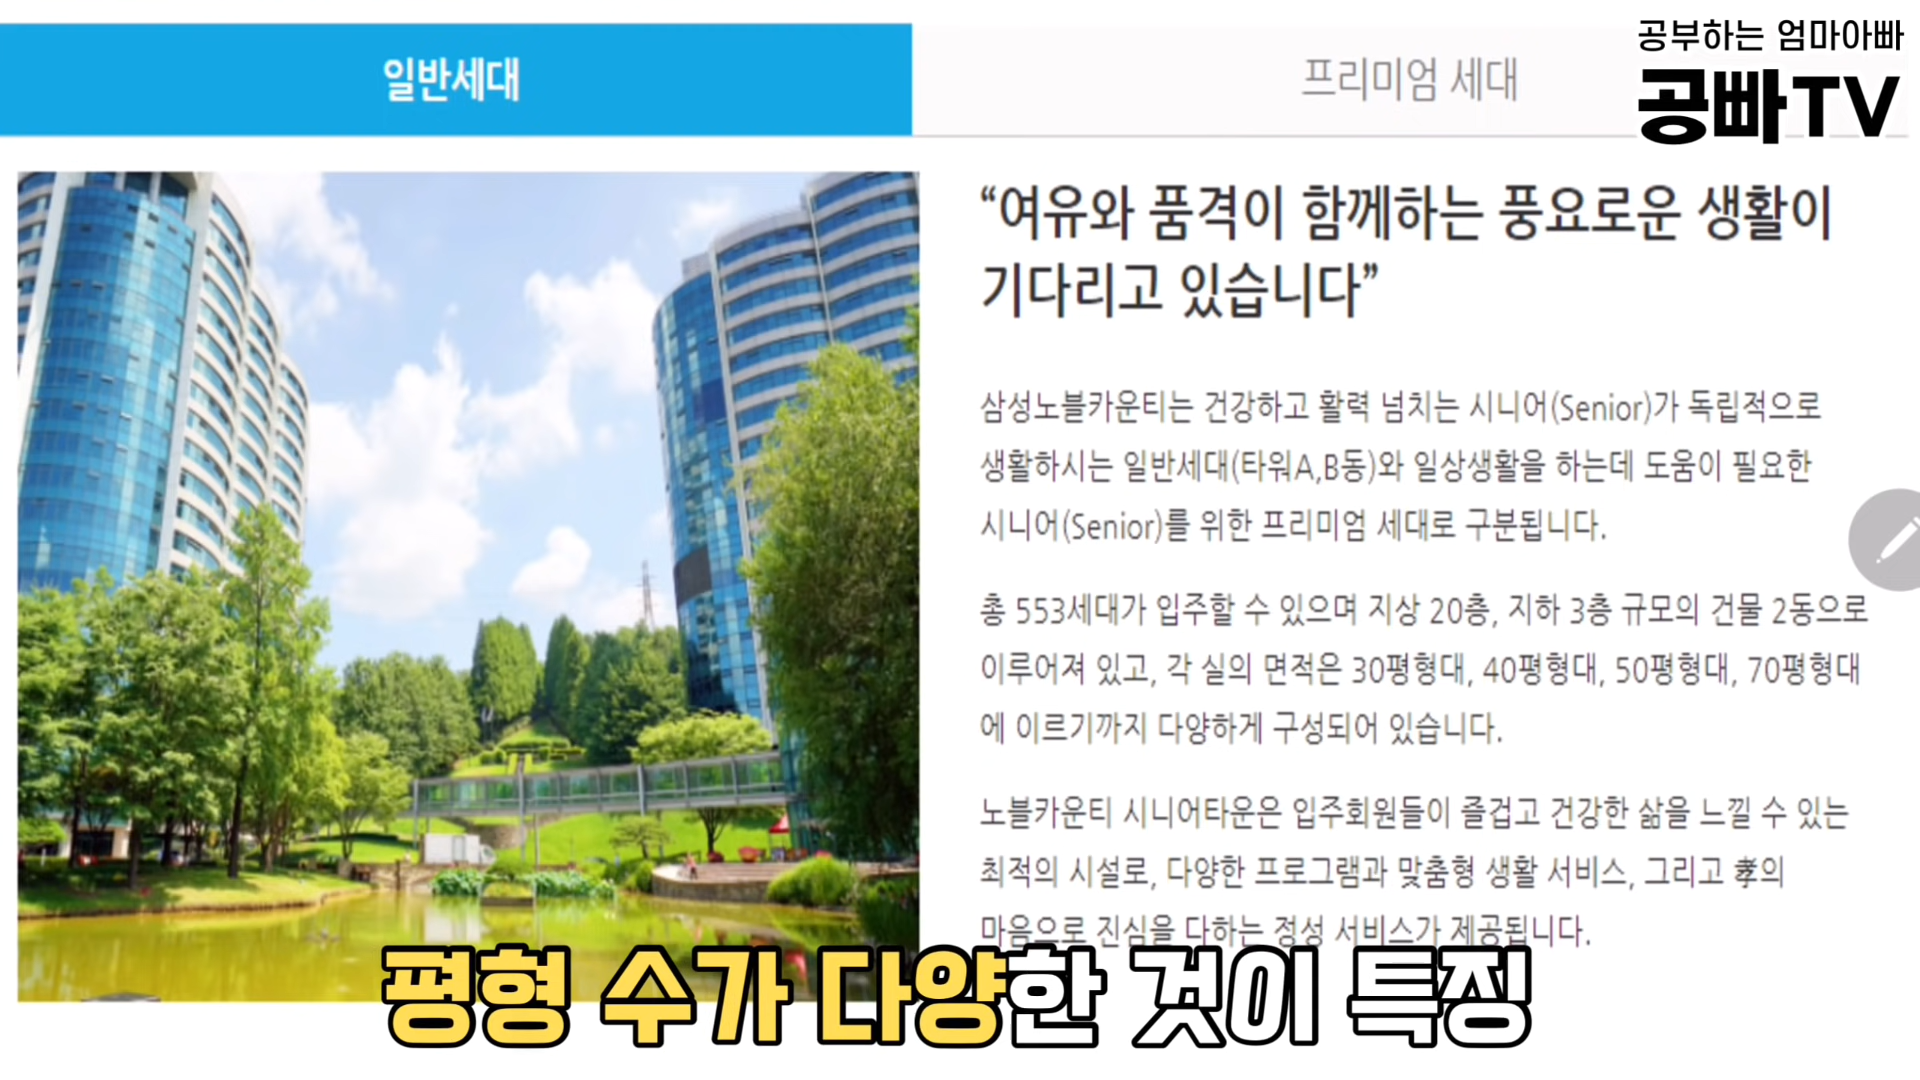 일반세대
프리미엄 세대
공부하는 엄마아빠
공빠TV
“여유와 품격이 함께하는 풍요로운 생활이
기다리고 있습니다”
삼성노블카운티는 건강하고 활력 넘치는 시니어(Senior)가 독립적으로
생활하시는 일반세대(타워A,B동)와 일상생활을 하는데 도움이 필요한
시니어(Senior)를 위한 프리미엄 세대로 구분됩니다.
총 553세대가 입주할 수 있으며 지상 20층, 지하 3층 규모의 건물 2동으로
이루어져 있고, 각 실의 면적은 30평형대, 40평형대, 50평형대, 70평형대
에 이르기까지 다양하게 구성되어 있습니다.
노블카운티 시니어타운은 입주회원들이 즐겁고 건강한 삶을 느낄 수 있는
최적의 시설로, 다양한 프로그램과 맞춤형 생활 서비스, 그리고 孝의
마음으로 진심을 다하는 정성 서비스가 제공됩니다.
평형 수가 다양한 것이 특징